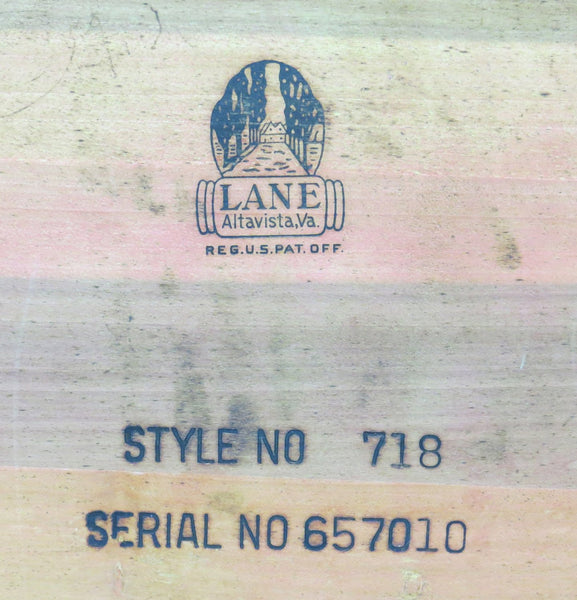 LANE
Altavista, Va.
REG. U.S. PAT. OFF.
STYLE NO 718
SERIAL NO 657010